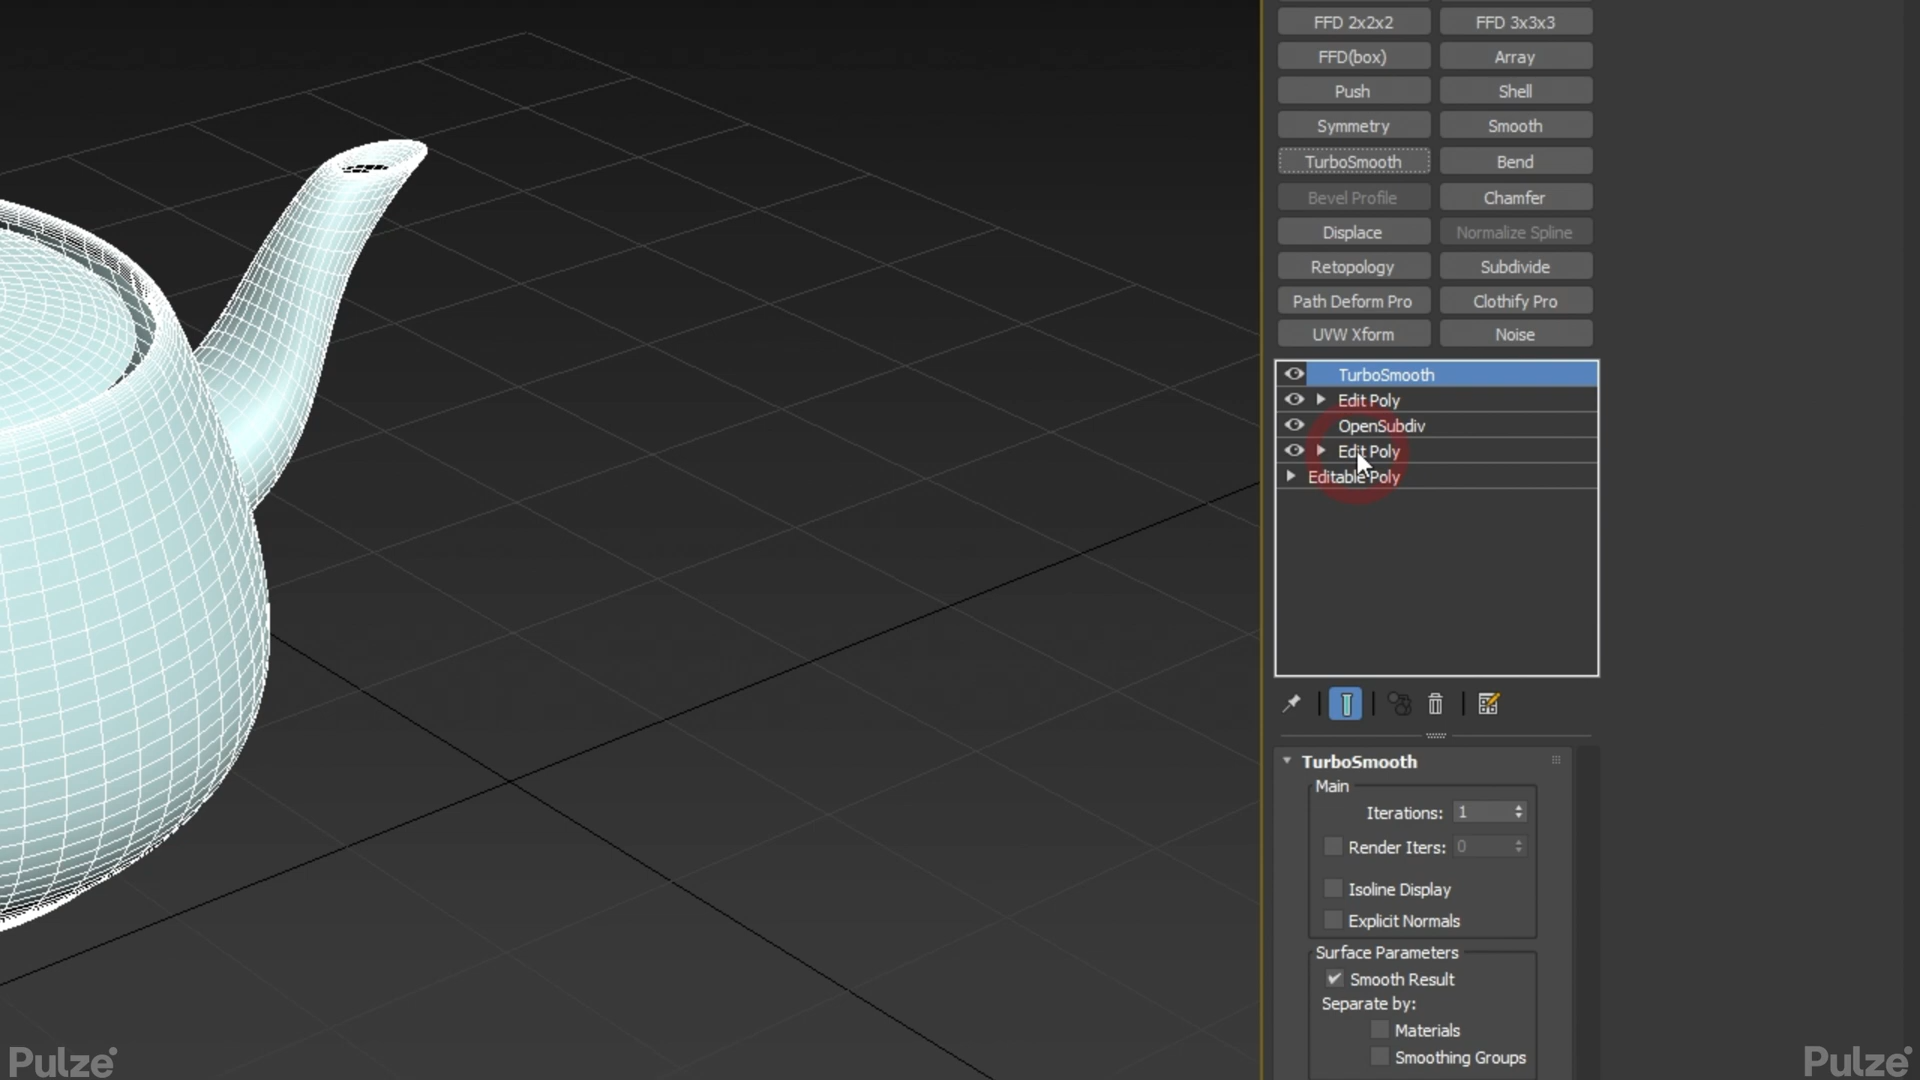 FFD 2x2x2 FFD 3x3x3
FFD(box) Array
Push Shell
Symmetry Smooth
TurboSmooth Bend
Bevel Profile Chamfer
Displace Normalize Spline
Retopology Subdivide
Path Deform Pro Clothify Pro
UVW Xform Noise
TurboSmooth
Edit Poly
OpenSubdiv
Edit Poly
Editable Poly
TurboSmooth
Main
Iterations: 1
Render Iters: 0
Isoline Display
Explicit Normals
Surface Parameters
Smooth Result
Separate by:
Materials
Smoothing Groups
Pulze Pulze